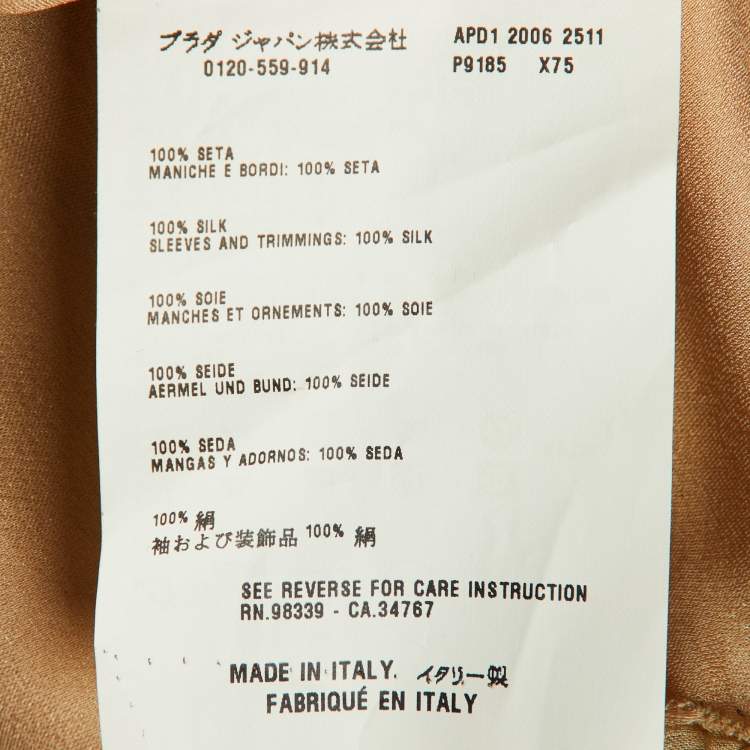 プラダ ジャパン株式会社 APD1 2006 2511
0120-559-914 P9185 X75
100% SETA
MANICHE E BORDI: 100% SETA
100% SILK
SLEEVES AND TRIMMINGS: 100% SILK
100% SOIE
MANCHES ET ORNEMENTS: 100% SOIE
100% SEIDE
AERMEL UND BUND: 100% SEIDE
100% SEDA
MANGAS Y ADORNOS: 100% SEDA
100% 絹
袖および装飾品 100% 絹
SEE REVERSE FOR CARE INSTRUCTION
RN.98339 - CA.34767
MADE IN ITALY. イタリー製
FABRIQUÉ EN ITALY